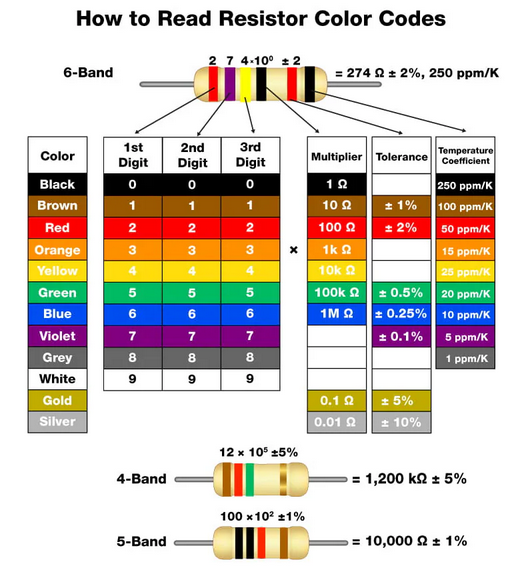 How to Read Resistor Color Codes
2 7 4×10⁰ ± 2
6-Band = 274 Ω ± 2%, 250 ppm/K
Color 1st Digit 2nd Digit 3rd Digit Multiplier Tolerance Temperature Coefficient
Black 0 0 0 1 Ω 250 ppm/K
Brown 1 1 1 10 Ω ± 1% 100 ppm/K
Red 2 2 2 100 Ω ± 2% 50 ppm/K
Orange 3 3 3 × 1k Ω 15 ppm/K
Yellow 4 4 4 10k Ω 25 ppm/K
Green 5 5 5 100k Ω ± 0.5% 20 ppm/K
Blue 6 6 6 1M Ω ± 0.25% 10 ppm/K
Violet 7 7 7 ± 0.1% 5 ppm/K
Grey 8 8 8 1 ppm/K
White 9 9 9
Gold 0.1 Ω ± 5%
Silver 0.01 Ω ± 10%
12 × 10⁵ ±5%
4-Band = 1,200 kΩ ± 5%
100 ×10² ±1%
5-Band = 10,000 Ω ± 1%